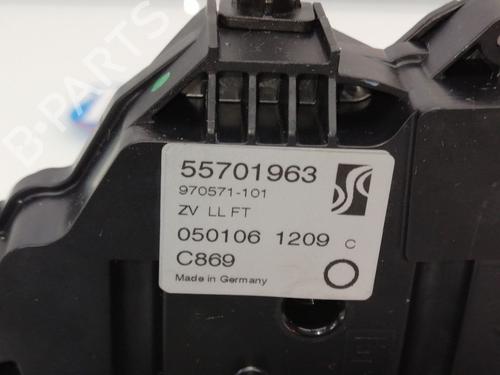 B-PARTS
55701963
970571-101
ZV LL FT
050106 1209 C
C869
Made in Germany